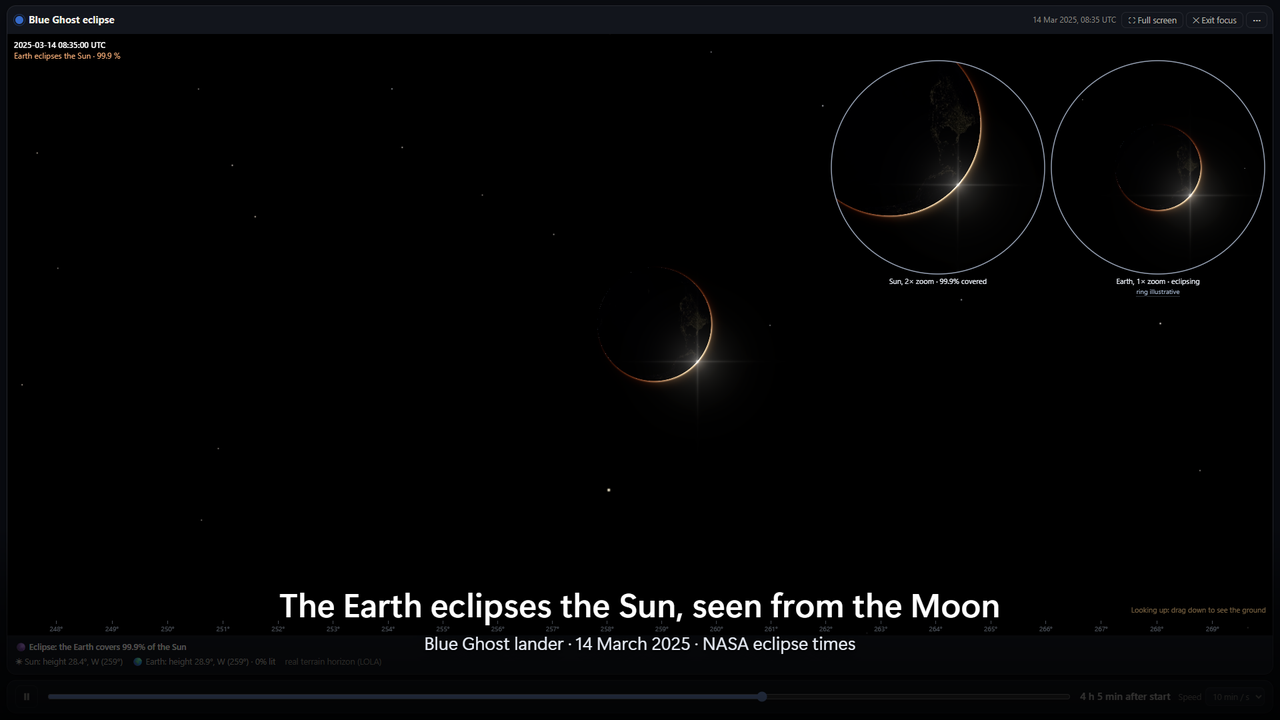 Blue Ghost eclipse
14 Mar 2025, 08:35 UTC
Full screen
Exit focus
2025-03-14 08:35:00 UTC
Earth eclipses the Sun · 99.9 %
Sun, 2× zoom · 99.9% covered
Earth, 1× zoom · eclipsing
ring illustrative
The Earth eclipses the Sun, seen from the Moon
Looking up: drag down to see the ground
248° 249° 250° 251° 252° 253° 254° 255° 256° 257° 258° 259° 260° 261° 262° 263° 264° 265° 266° 267° 268° 269°
Blue Ghost lander · 14 March 2025 · NASA eclipse times
Eclipse: the Earth covers 99.9% of the Sun
Sun: height 28.4°, W (259°) Earth: height 28.9°, W (259°) · 0% lit real terrain horizon (LOLA)
4 h 5 min after start Speed 10 min / s